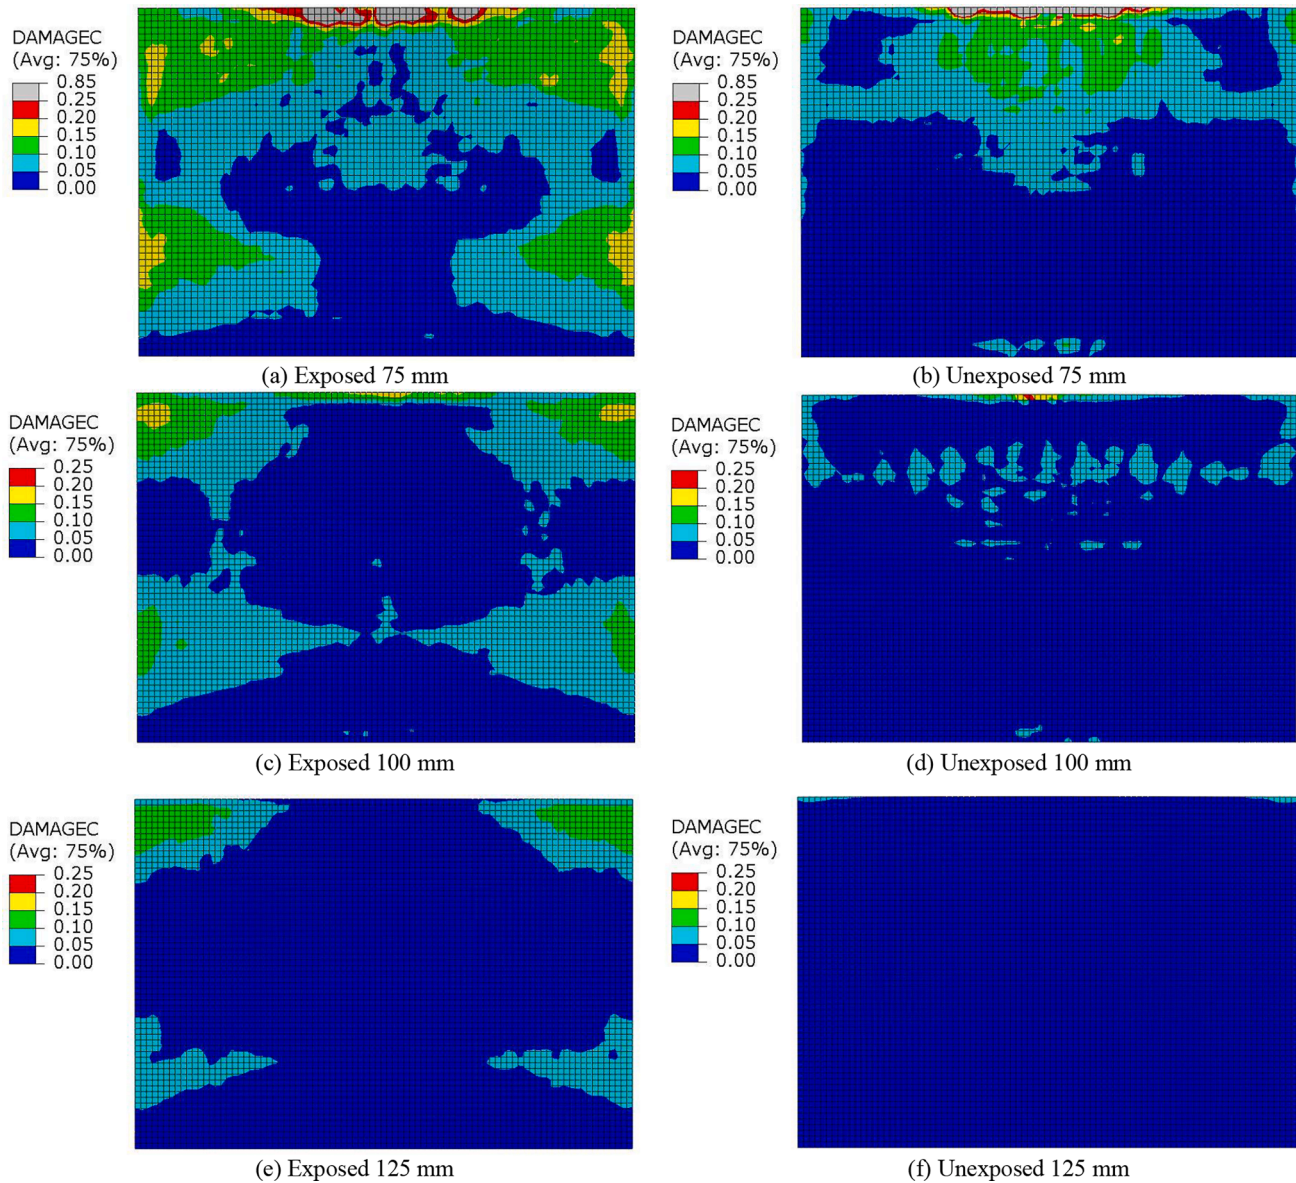 DAMAGEC
(Avg: 75%)
0.85
0.25
0.20
0.15
0.10
0.05
0.00
(a) Exposed 75 mm
DAMAGEC
(Avg: 75%)
0.85
0.25
0.20
0.15
0.10
0.05
0.00
(b) Unexposed 75 mm
DAMAGEC
(Avg: 75%)
0.25
0.20
0.15
0.10
0.05
0.00
(c) Exposed 100 mm
DAMAGEC
(Avg: 75%)
0.25
0.20
0.15
0.10
0.05
0.00
(d) Unexposed 100 mm
DAMAGEC
(Avg: 75%)
0.25
0.20
0.15
0.10
0.05
0.00
(e) Exposed 125 mm
DAMAGEC
(Avg: 75%)
0.25
0.20
0.15
0.10
0.05
0.00
(f) Unexposed 125 mm